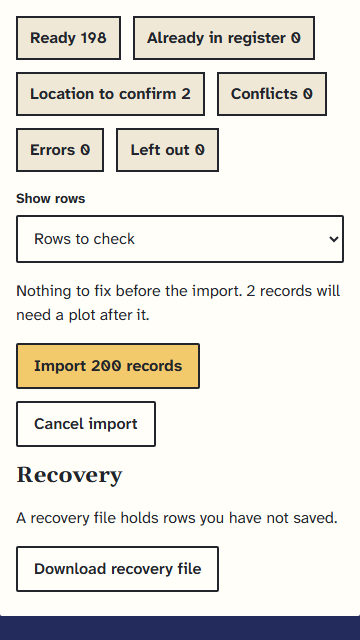 Ready 198
Already in register 0
Location to confirm 2
Conflicts 0
Errors 0
Left out 0
Show rows
Rows to check
Nothing to fix before the import. 2 records will
need a plot after it.
Import 200 records
Cancel import
Recovery
A recovery file holds rows you have not saved.
Download recovery file